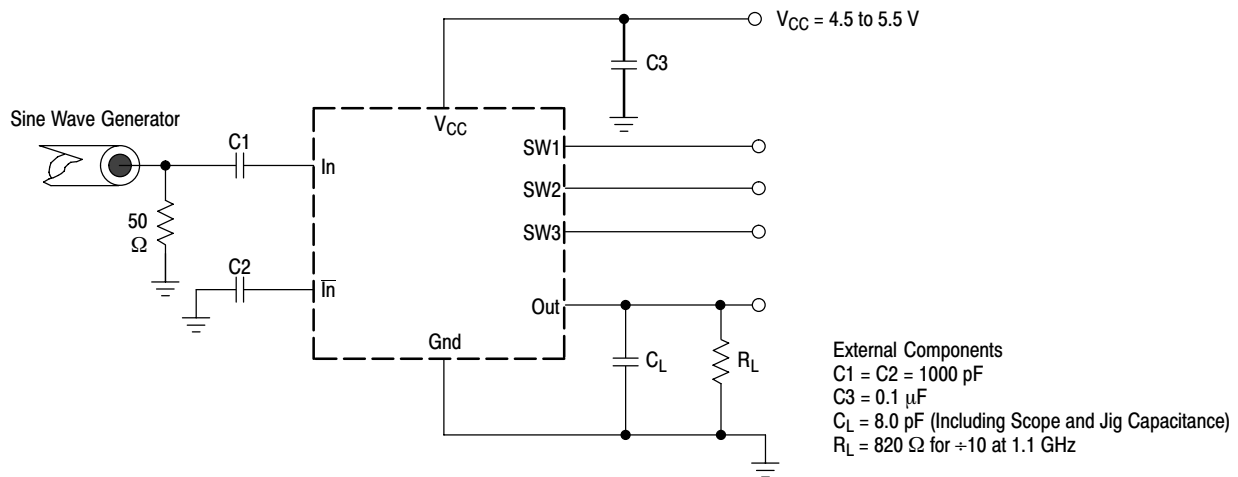 V_CC = 4.5 to 5.5 V
C3
Sine Wave Generator
V_CC
C1
In
SW1
SW2
50
Ω
SW3
C2
I̅n̅
Out
Gnd
C_L
R_L
External Components
C1 = C2 = 1000 pF
C3 = 0.1 μF
C_L = 8.0 pF (Including Scope and Jig Capacitance)
R_L = 820 Ω for ÷10 at 1.1 GHz